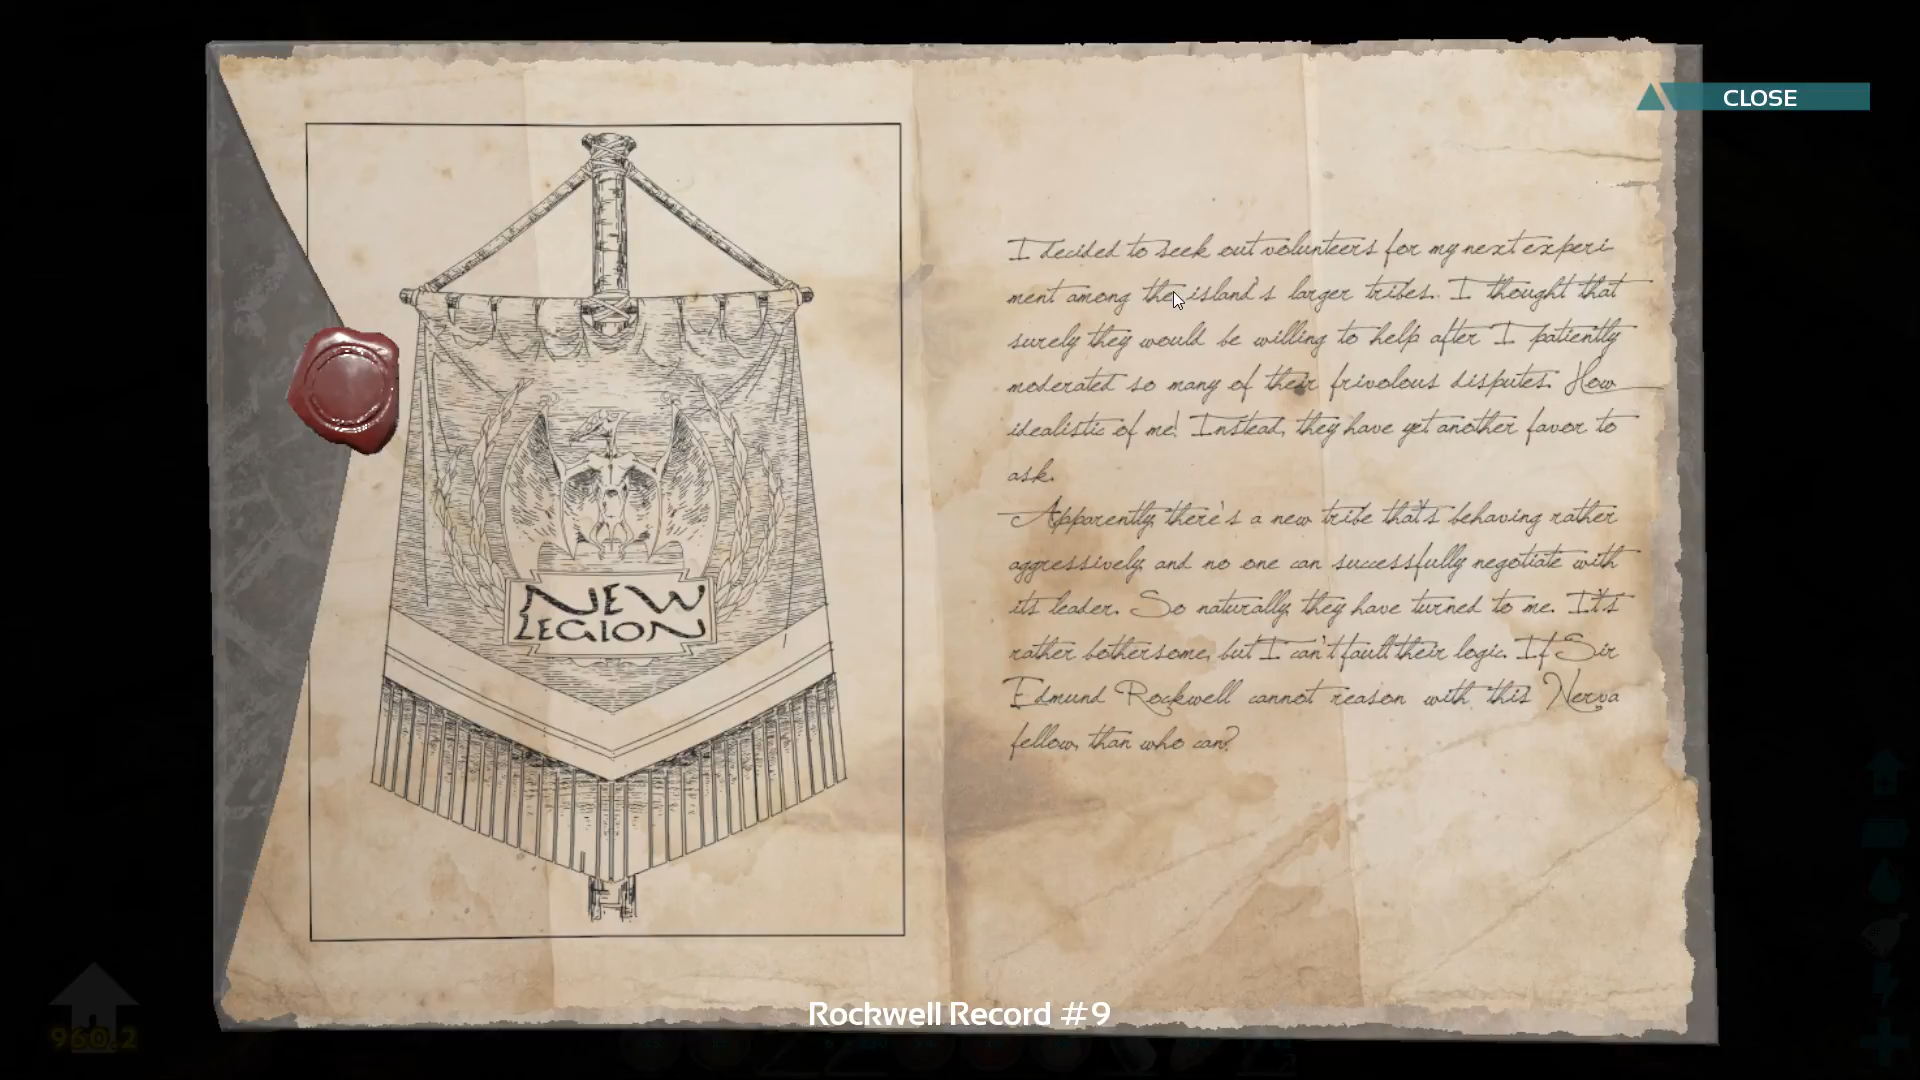 CLOSE
NEW
LEGION
I decided to seek out volunteers for my next experi
ment among the island's larger tribes. I thought that
surely they would be willing to help after I patiently
moderated so many of their frivolous disputes. How
idealistic of me! Instead, they have yet another favor to
ask.
Apparently, there's a new tribe that's behaving rather
aggressively, and no one can successfully negotiate with
its leader. So naturally, they have turned to me. It's
rather bothersome, but I can't fault their logic. If Sir
Edmund Rockwell cannot reason with this Nerva
fellow, than who can?
Rockwell Record #9
960.2